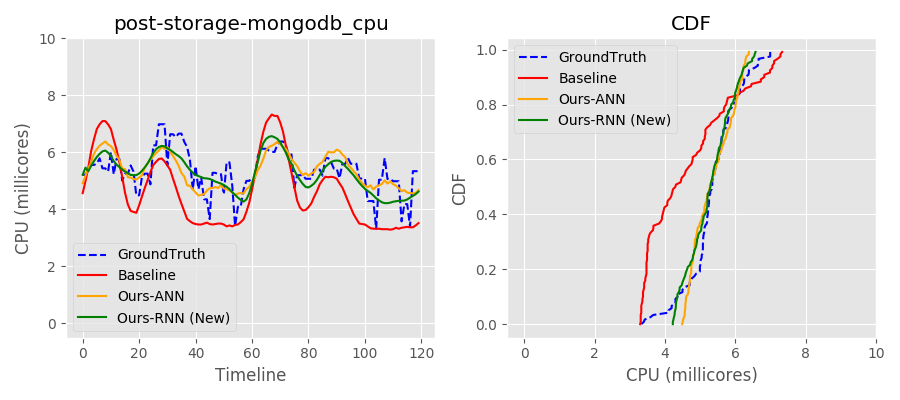 post-storage-mongodb_cpu
10
8
6
4
2
0
CPU (millicores)
GroundTruth
Baseline
Ours-ANN
Ours-RNN (New)
0 20 40 60 80 100 120
Timeline
CDF
1.0
0.8
0.6
0.4
0.2
0.0
CDF
GroundTruth
Baseline
Ours-ANN
Ours-RNN (New)
0 2 4 6 8 10
CPU (millicores)